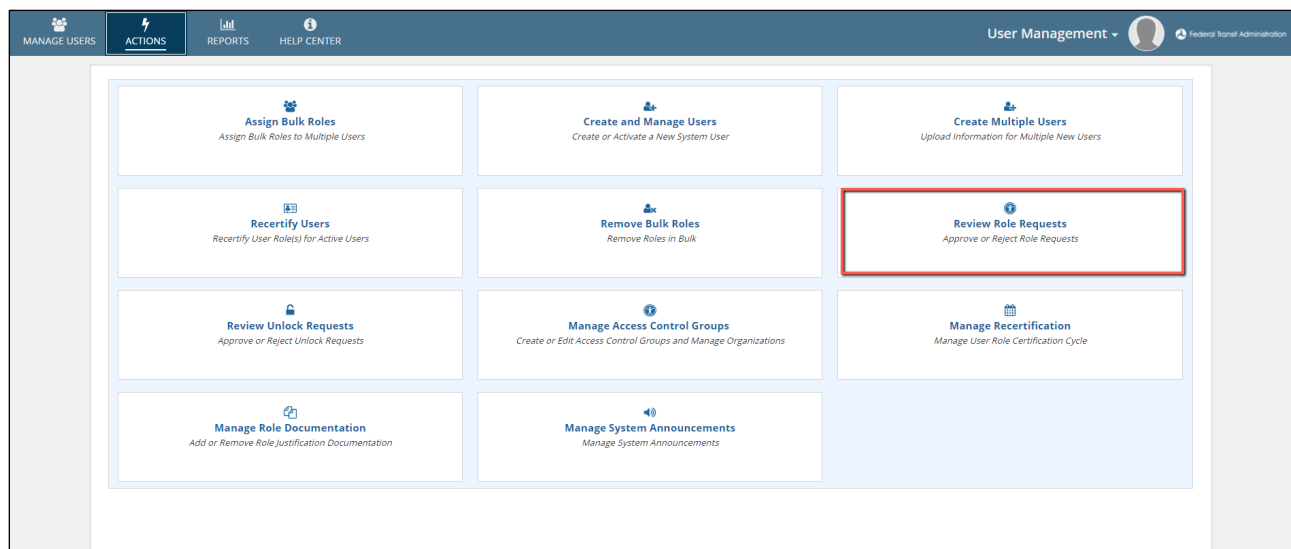 MANAGE USERS
ACTIONS
REPORTS
HELP CENTER
User Management
Federal Transit Administration
Assign Bulk Roles
Assign Bulk Roles to Multiple Users
Create and Manage Users
Create or Activate a New System User
Create Multiple Users
Upload Information for Multiple New Users
Recertify Users
Recertify User Role(s) for Active Users
Remove Bulk Roles
Remove Roles in Bulk
Review Role Requests
Approve or Reject Role Requests
Review Unlock Requests
Approve or Reject Unlock Requests
Manage Access Control Groups
Create or Edit Access Control Groups and Manage Organizations
Manage Recertification
Manage User Role Certification Cycle
Manage Role Documentation
Add or Remove Role Justification Documentation
Manage System Announcements
Manage System Announcements